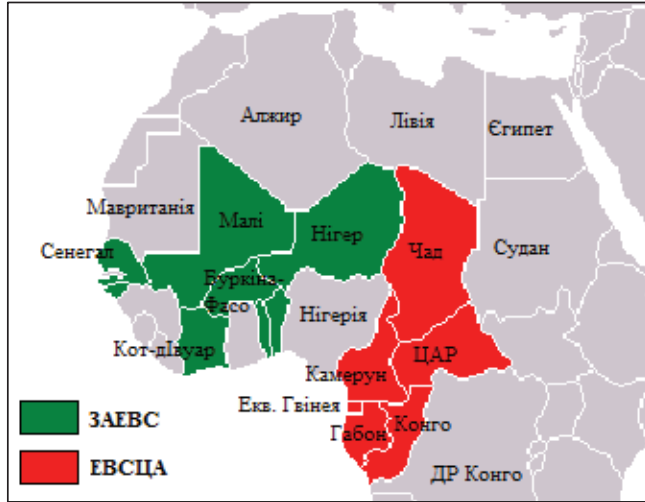 Алжир
Лівія
Єгипет
Мавританія
Малі
Нігер
Сенегал
Чад
Судан
Буркіна-
Фасо
Нігерія
Кот-дІвуар
ЦАР
Камерун
Екв. Гвінея
Габон
Конго
ДР Конго
ЗАЕВС
ЕВСЦА